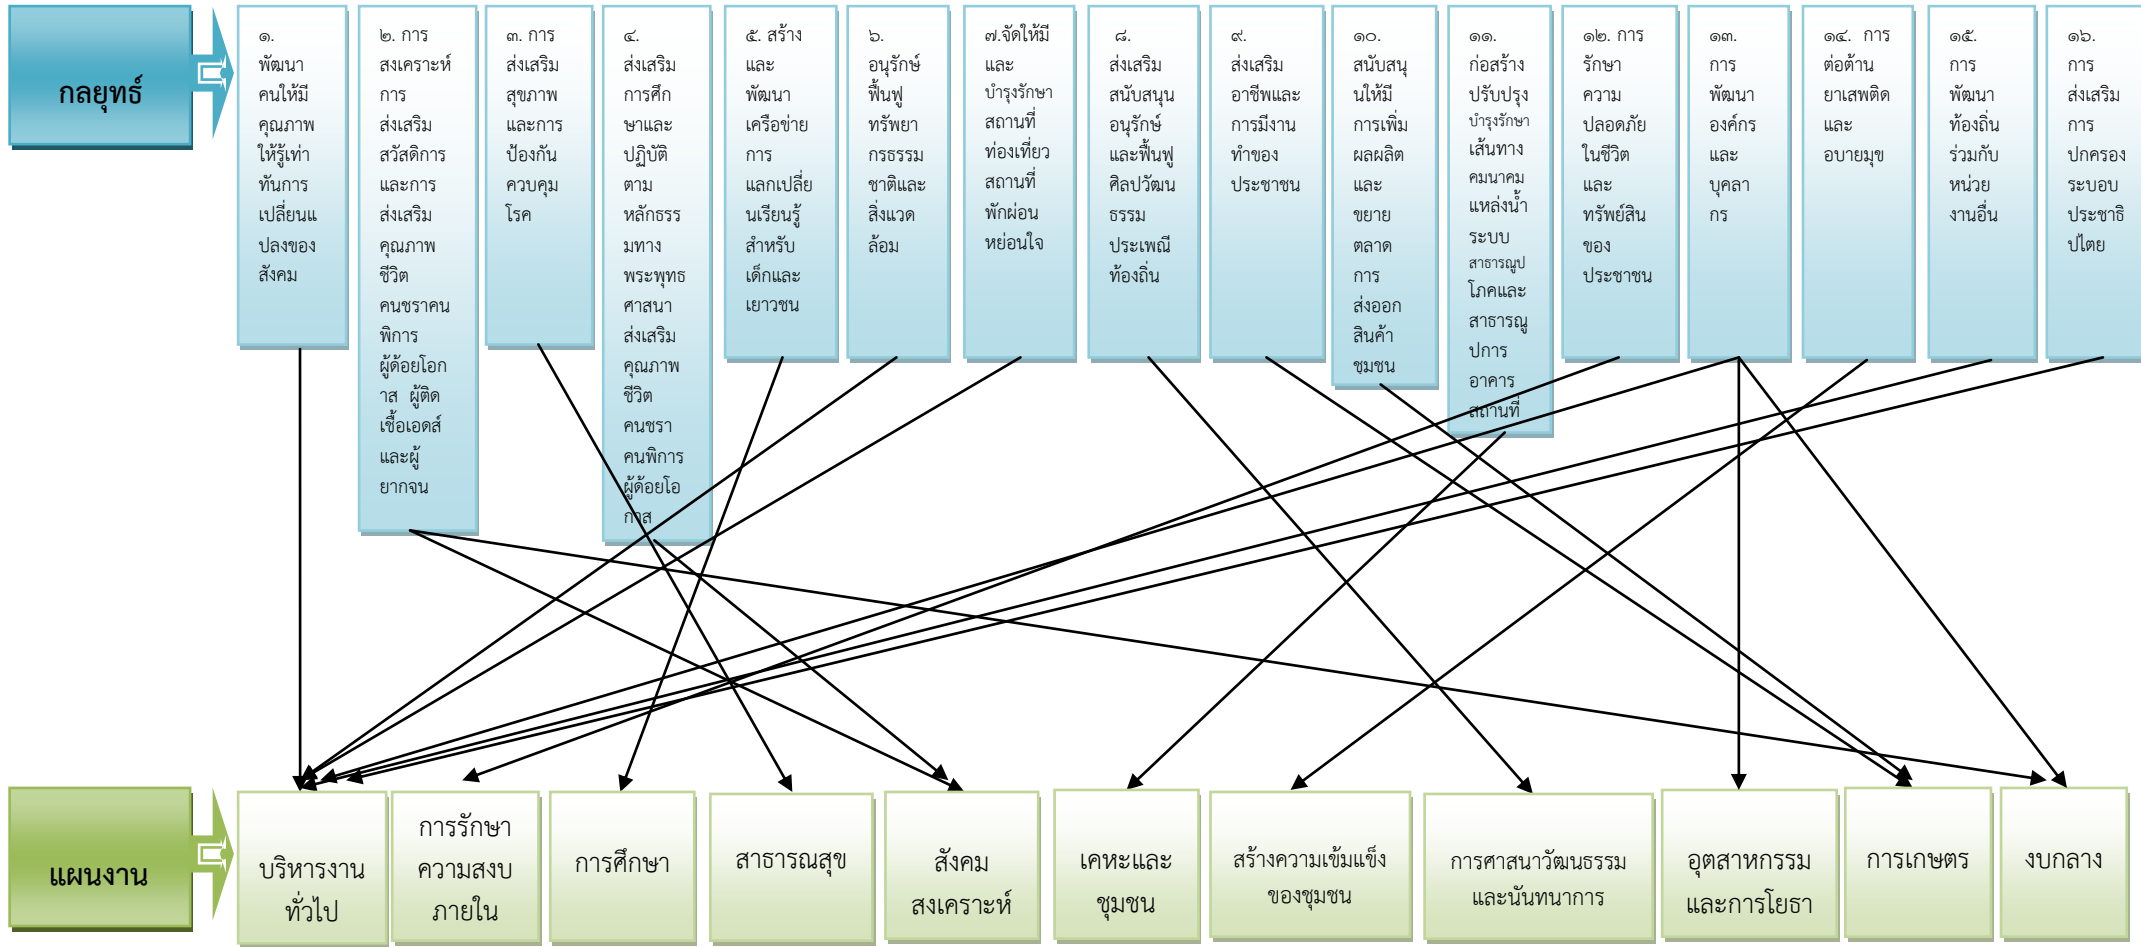 กลยุทธ์
๑.
พัฒนา
คนให้มี
คุณภาพ
ให้รู้เท่า
ทันการ
เปลี่ยนแ
ปลงของ
สังคม
๒. การ
สงเคราะห์
การ
ส่งเสริม
สวัสดิการ
และการ
ส่งเสริม
คุณภาพ
ชีวิต
คนชราคน
พิการ
ผู้ด้อยโอก
าส ผู้ติด
เชื้อเอดส์
และผู้
ยากจน
๓. การ
ส่งเสริม
สุขภาพ
และการ
ป้องกัน
ควบคุม
โรค
๔.
ส่งเสริม
การศึก
ษาและ
ปฏิบัติ
ตาม
หลักธรร
มทาง
พระพุทธ
ศาสนา
ส่งเสริม
คุณภาพ
ชีวิต
คนชรา
คนพิการ
ผู้ด้อยโอ
กาส
๕. สร้าง
และ
พัฒนา
เครือข่าย
การ
แลกเปลี่ย
นเรียนรู้
สำหรับ
เด็กและ
เยาวชน
๖.
อนุรักษ์
ฟื้นฟู
ทรัพยา
กรธรรม
ชาติและ
สิ่งแวด
ล้อม
๗.จัดให้มี
และ
บำรุงรักษา
สถานที่
ท่องเที่ยว
สถานที่
พักผ่อน
หย่อนใจ
๘.
ส่งเสริม
สนับสนุน
อนุรักษ์
และฟื้นฟู
ศิลปวัฒน
ธรรม
ประเพณี
ท้องถิ่น
๙.
ส่งเสริม
อาชีพและ
การมีงาน
ทำของ
ประชาชน
๑๐.
สนับสนุ
นให้มี
การเพิ่ม
ผลผลิต
และ
ขยาย
ตลาด
การ
ส่งออก
สินค้า
ชุมชน
๑๑.
ก่อสร้าง
ปรับปรุง
บำรุงรักษา
เส้นทาง
คมนาคม
แหล่งน้ำ
ระบบ
สาธารณูป
โภคและ
สาธารณู
ปการ
อาคาร
สถานที่
๑๒. การ
รักษา
ความ
ปลอดภัย
ในชีวิต
และ
ทรัพย์สิน
ของ
ประชาชน
๑๓.
การ
พัฒนา
องค์กร
และ
บุคลา
กร
๑๔. การ
ต่อต้าน
ยาเสพติด
และ
อบายมุข
๑๕.
การ
พัฒนา
ท้องถิ่น
ร่วมกับ
หน่วย
งานอื่น
๑๖.
การ
ส่งเสริม
การ
ปกครอง
ระบอบ
ประชาธิ
ปไตย
แผนงาน
บริหารงาน
ทั่วไป
การรักษา
ความสงบ
ภายใน
การศึกษา
สาธารณสุข
สังคม
สงเคราะห์
เคหะและ
ชุมชน
สร้างความเข้มแข็ง
ของชุมชน
การศาสนาวัฒนธรรม
และนันทนาการ
อุตสาหกรรม
และการโยธา
การเกษตร
งบกลาง